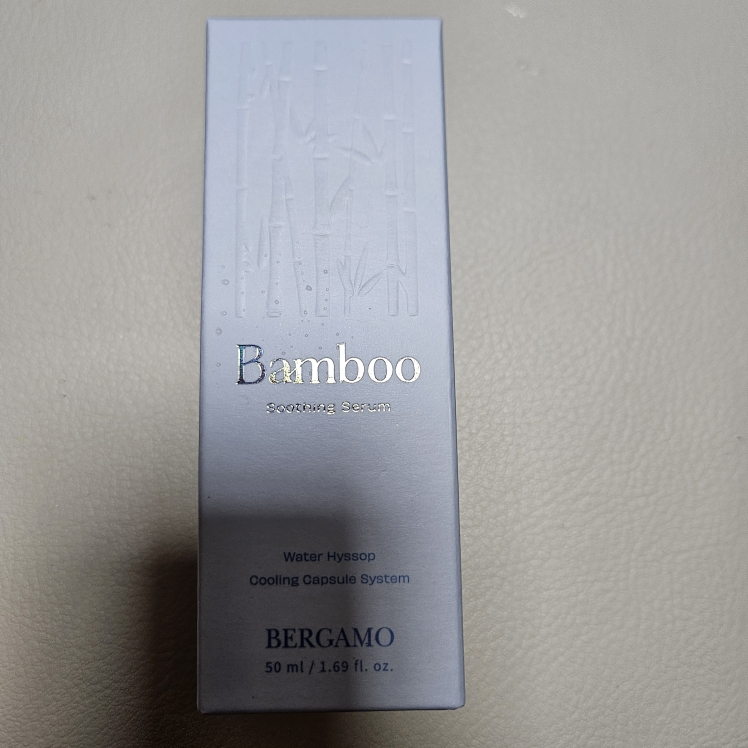 Bamboo
Soothing Serum
Water Hyssop
Cooling Capsule System
BERGAMO
50 ml / 1.69 fl. oz.